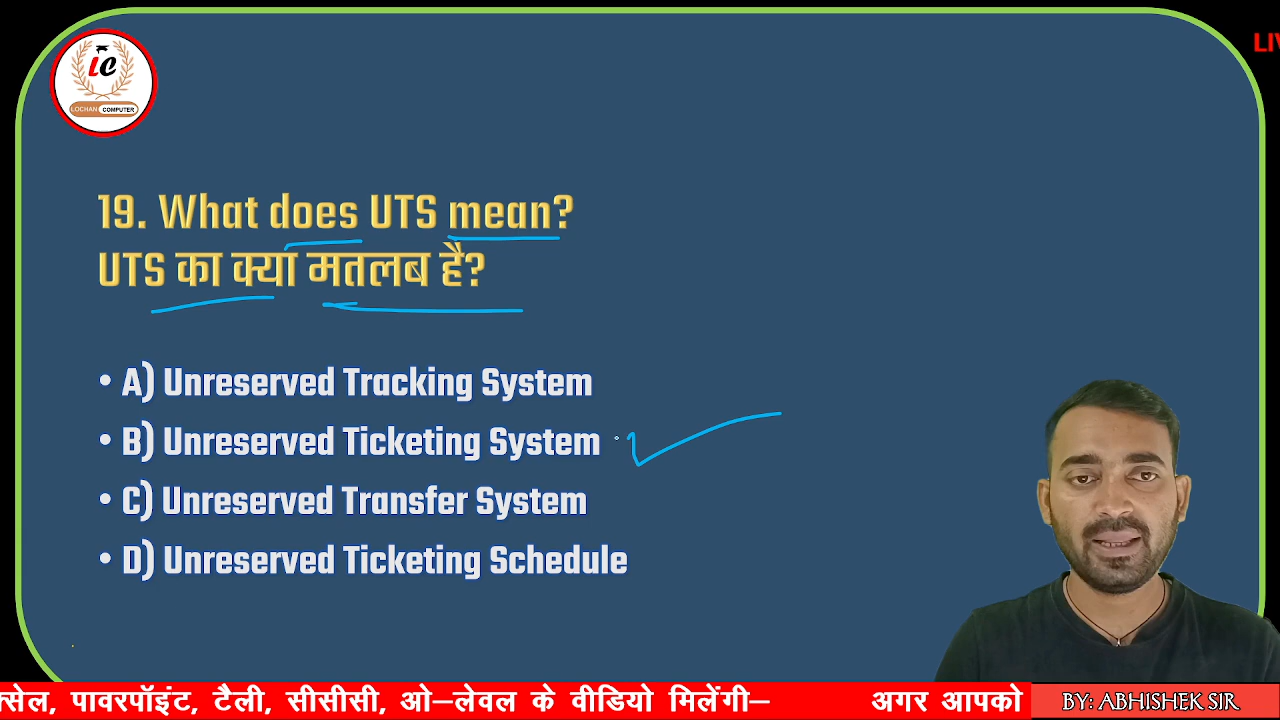 LIV
LC
LOCHAN COMPUTER
19. What does UTS mean?
UTS का क्या मतलब है?
• A) Unreserved Tracking System
• B) Unreserved Ticketing System
• C) Unreserved Transfer System
• D) Unreserved Ticketing Schedule
क्सेल, पावरपॉइंट, टैली, सीसीसी, ओ–लेवल के वीडियो मिलेंगी– अगर आपको
BY: ABHISHEK SIR